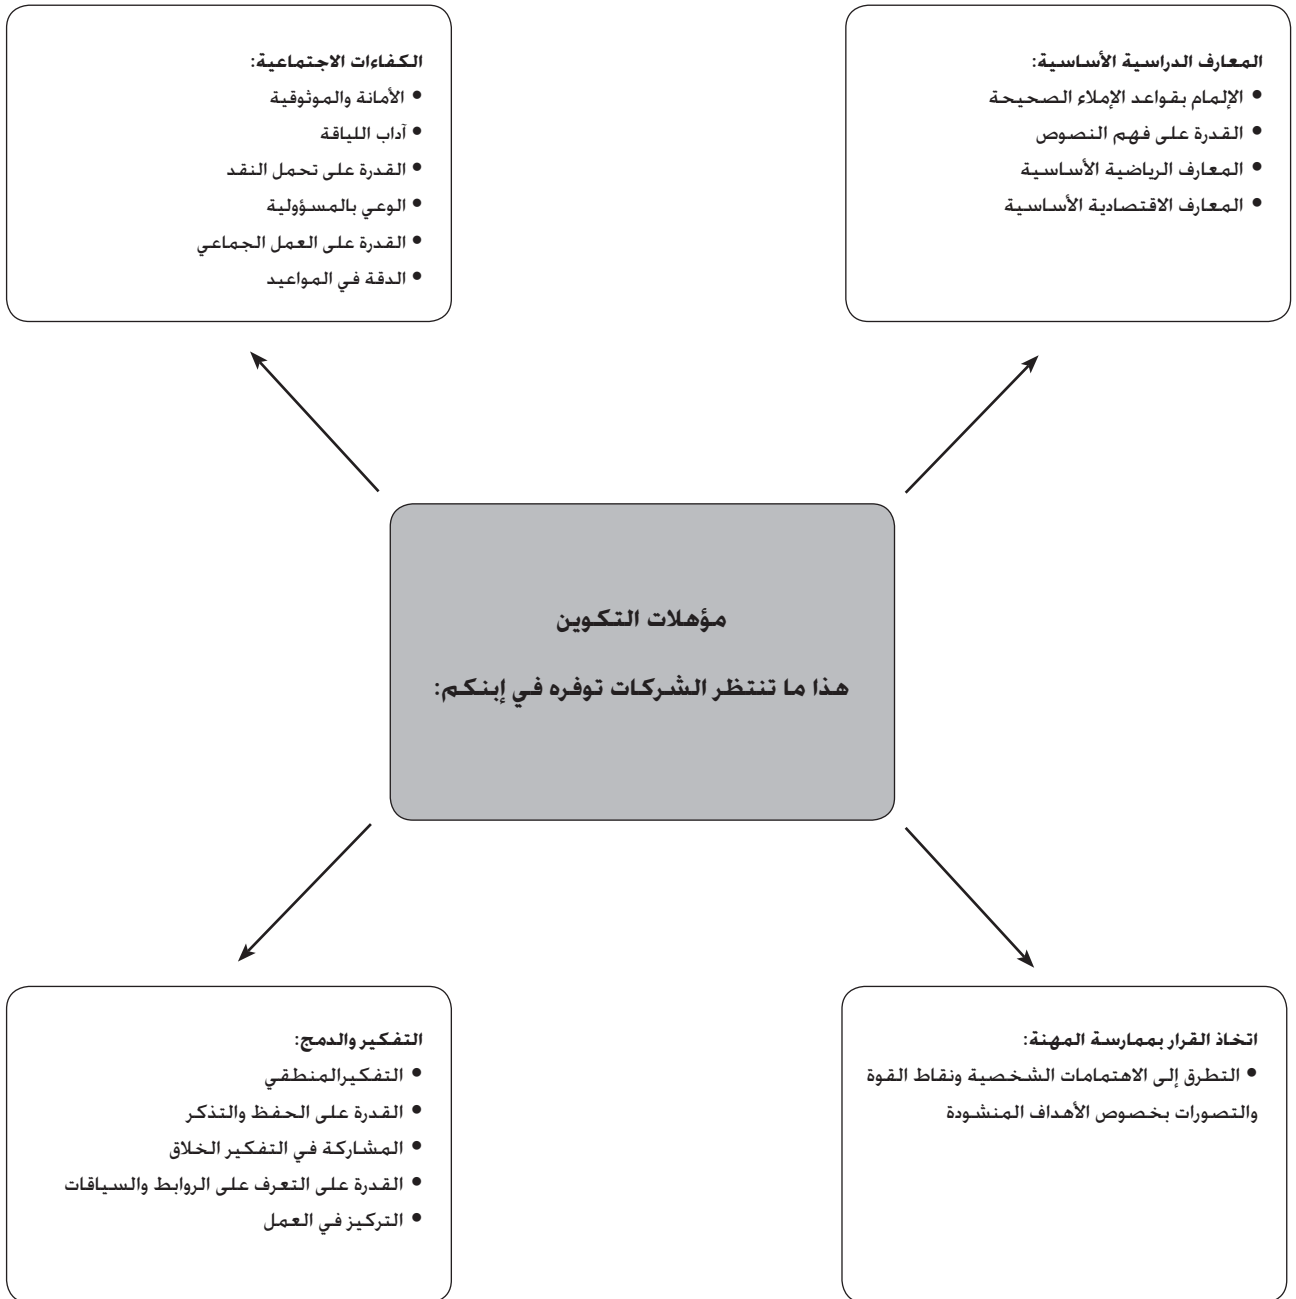 المعارف الدراسية الأساسية:
• الإلمام بقواعد الإملاء الصحيحة
• القدرة على فهم النصوص
• المعارف الرياضية الأساسية
• المعارف الاقتصادية الأساسية
الكفاءات الاجتماعية:
• الأمانة والموثوقية
• آداب اللياقة
• القدرة على تحمل النقد
• الوعي بالمسؤولية
• القدرة على العمل الجماعي
• الدقة في المواعيد
مؤهلات التكوين
هذا ما تنتظر الشركات توفره في إبنكم:
اتخاذ القرار بممارسة المهنة:
• التطرق إلى الاهتمامات الشخصية ونقاط القوة
والتصورات بخصوص الأهداف المنشودة
التفكير والدمج:
• التفكيرالمنطقي
• القدرة على الحفظ والتذكر
• المشاركة في التفكير الخلاق
• القدرة على التعرف على الروابط والسياقات
• التركيز في العمل